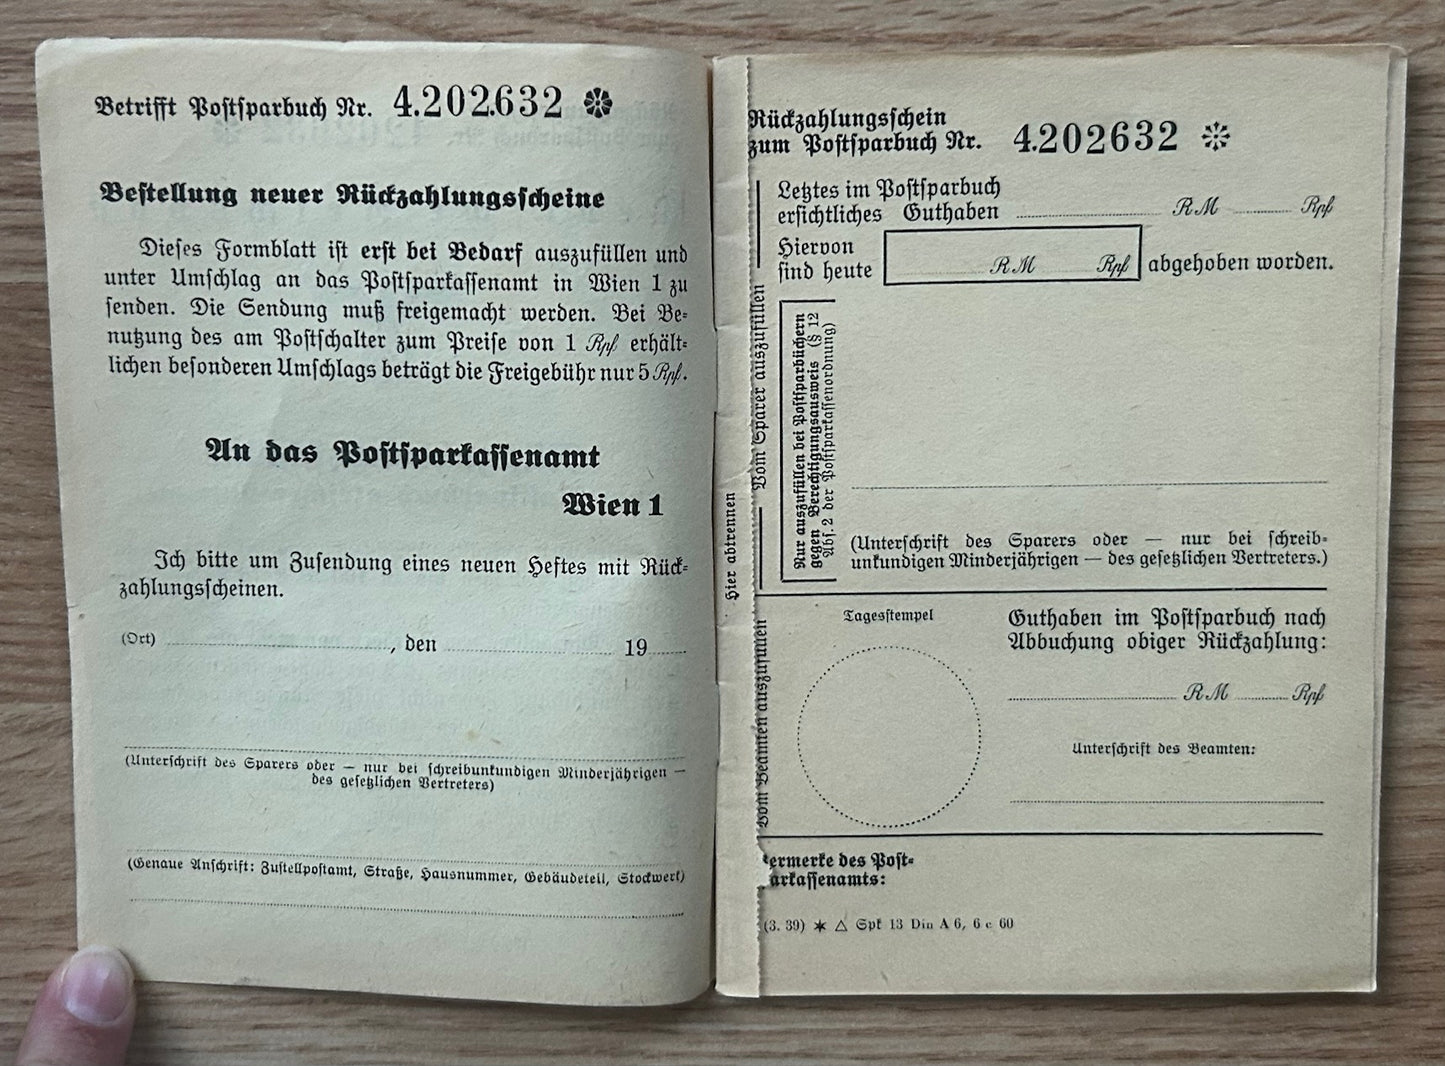 Betrifft Postsparbuch Nr. 4.202.632
Bestellung neuer Rückzahlungsscheine
Dieses Formblatt ist erst bei Bedarf auszufüllen und
unter Umschlag an das Postsparkassenamt in Wien 1 zu
senden. Die Sendung muß freigemacht werden. Bei Be-
nutzung des am Postschalter zum Preise von 1 Rpf erhält-
lichen besonderen Umschlags beträgt die Freigebühr nur 5 Rpf.
An das Postsparkassenamt
Wien 1
Ich bitte um Zusendung eines neuen Heftes mit Rück-
zahlungsscheinen.
(Ort) , den 19
(Unterschrift des Sparers oder — nur bei schreibunkundigen Minderjährigen —
des gesetzlichen Vertreters)
(Genaue Anschrift: Zustellpostamt, Straße, Hausnummer, Gebäudeteil, Stockwerk)
Hier abtrennen
Rückzahlungsschein
zum Postsparbuch Nr. 4.202632
Vom Sparer auszufüllen
Letztes im Postsparbuch
ersichtliches Guthaben RM Rpf
Hiervon
sind heute RM Rpf abgehoben worden.
Nur auszufüllen bei Postsparbüchern
gegen Berechtigungsausweis (§ 12
Abs. 2 der Postsparkassenordnung)
(Unterschrift des Sparers oder — nur bei schreib-
unkundigen Minderjährigen — des gesetzlichen Vertreters.)
Vom Beamten auszufüllen
Tagesstempel
Guthaben im Postsparbuch nach
Abbuchung obiger Rückzahlung:
RM Rpf
Unterschrift des Beamten:
ermerke des Post-
arkassenamts:
(3. 39) ✶ △ Spk 13 Din A 6, 6 c 60